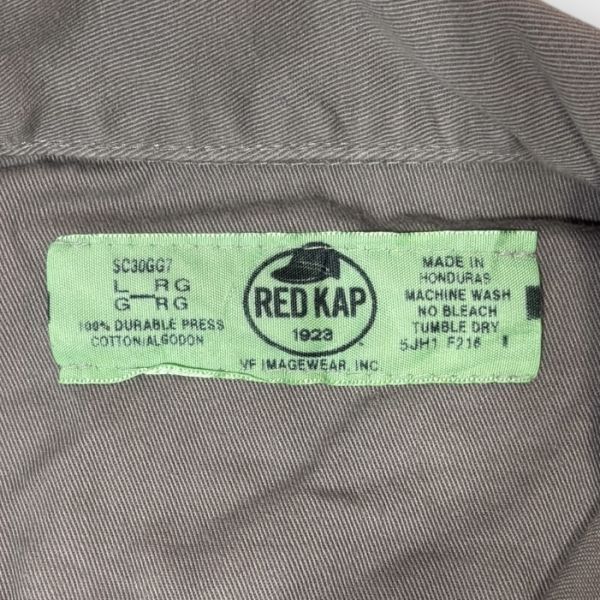 SC30GG7
L—RG
G—RG
100% DURABLE PRESS
COTTON/ALGODON
RED KAP
1923
VF IMAGEWEAR, INC.
MADE IN
HONDURAS
MACHINE WASH
NO BLEACH
TUMBLE DRY
5JH1 F216